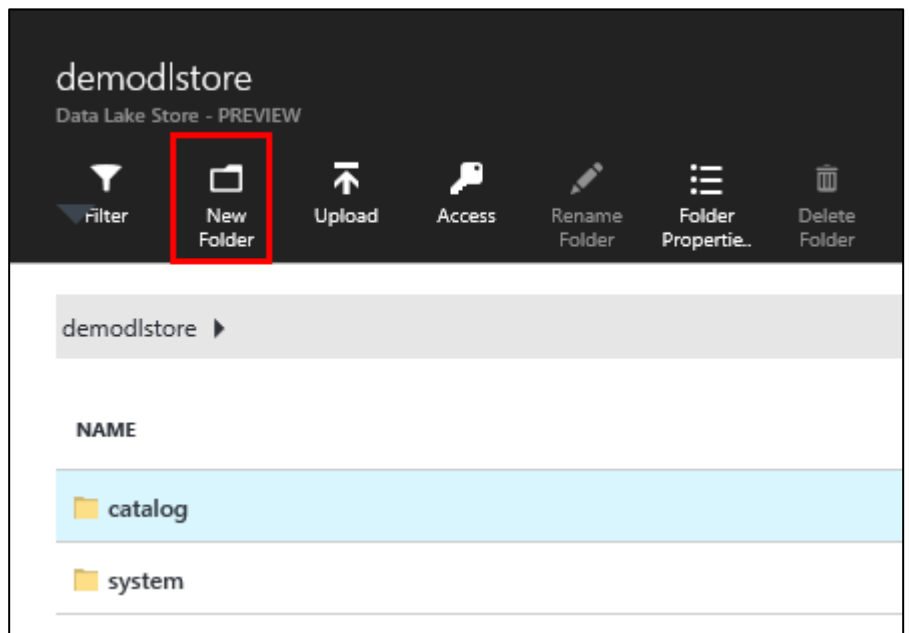 demodlstore
Data Lake Store - PREVIEW
Filter
New
Folder
Upload
Access
Rename
Folder
Folder
Propertie..
Delete
Folder
demodlstore
NAME
catalog
system